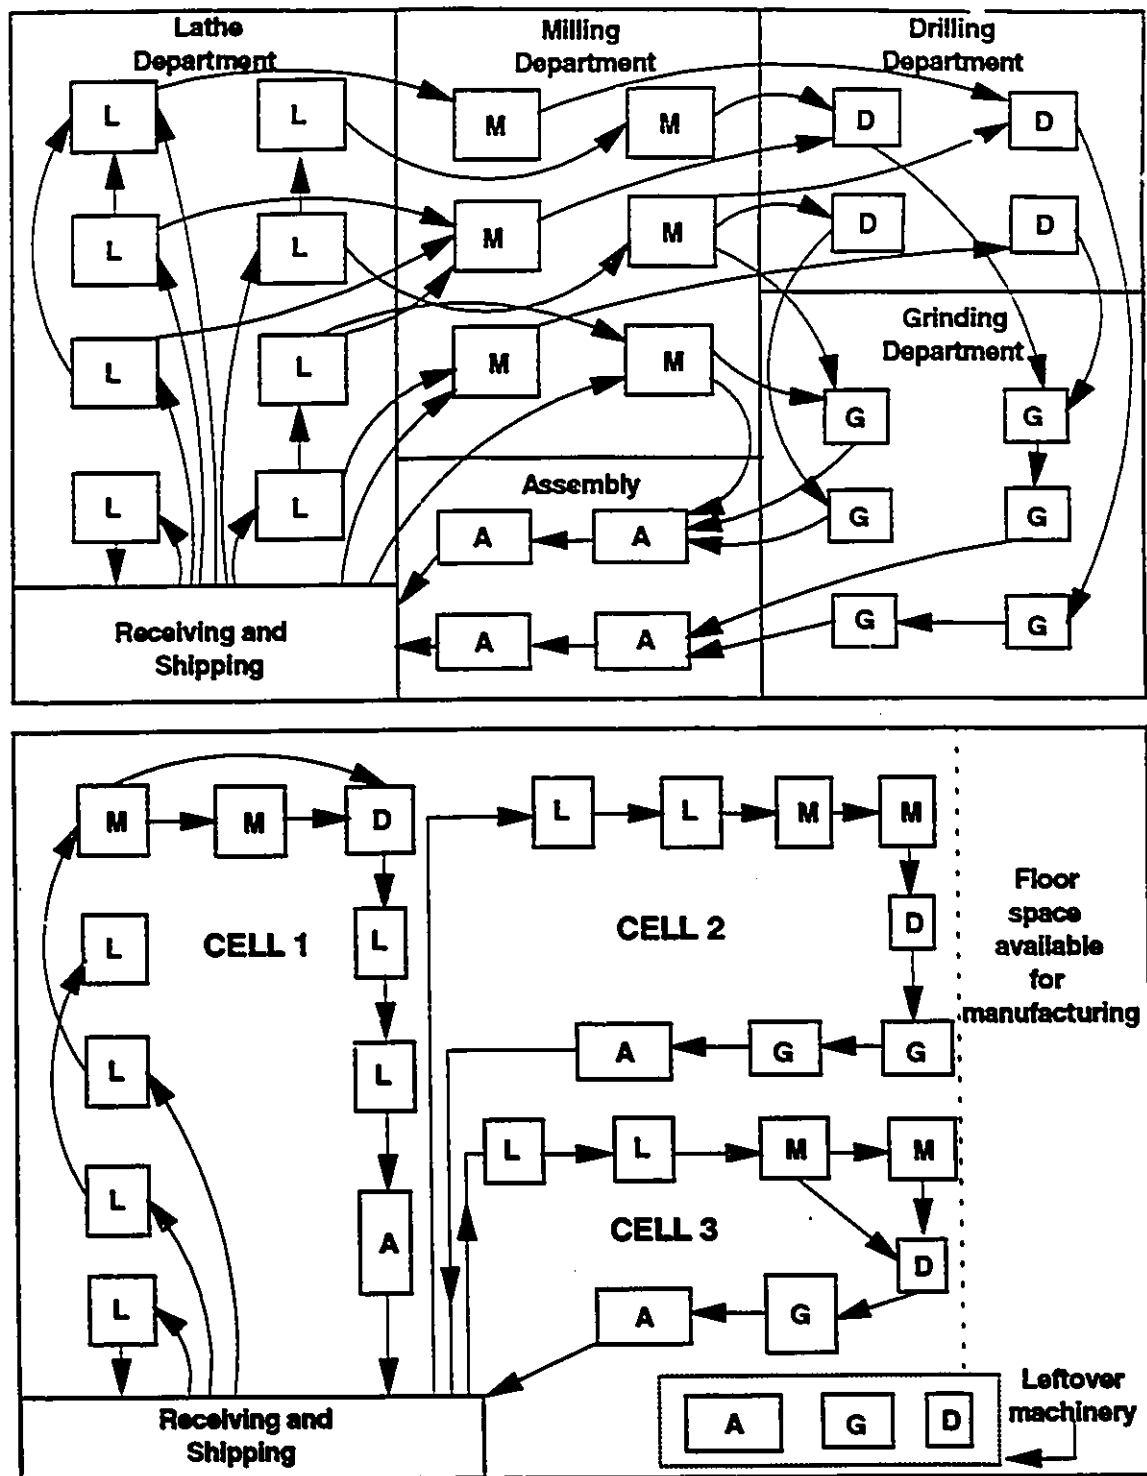 Lathe
Department
Milling
Department
Drilling
Department
L
L
M
M
D
D
L
L
M
M
D
D
L
L
M
M
Grinding
Department
G
G
L
L
Assembly
A
A
G
G
Receiving and
Shipping
A
A
G
G
M
M
D
L
L
M
M
L
CELL 1
L
CELL 2
D
Floor
space
available
for
manufacturing
L
L
A
G
G
L
L
M
M
L
A
CELL 3
D
L
A
G
Receiving and
Shipping
A
G
D
Leftover
machinery